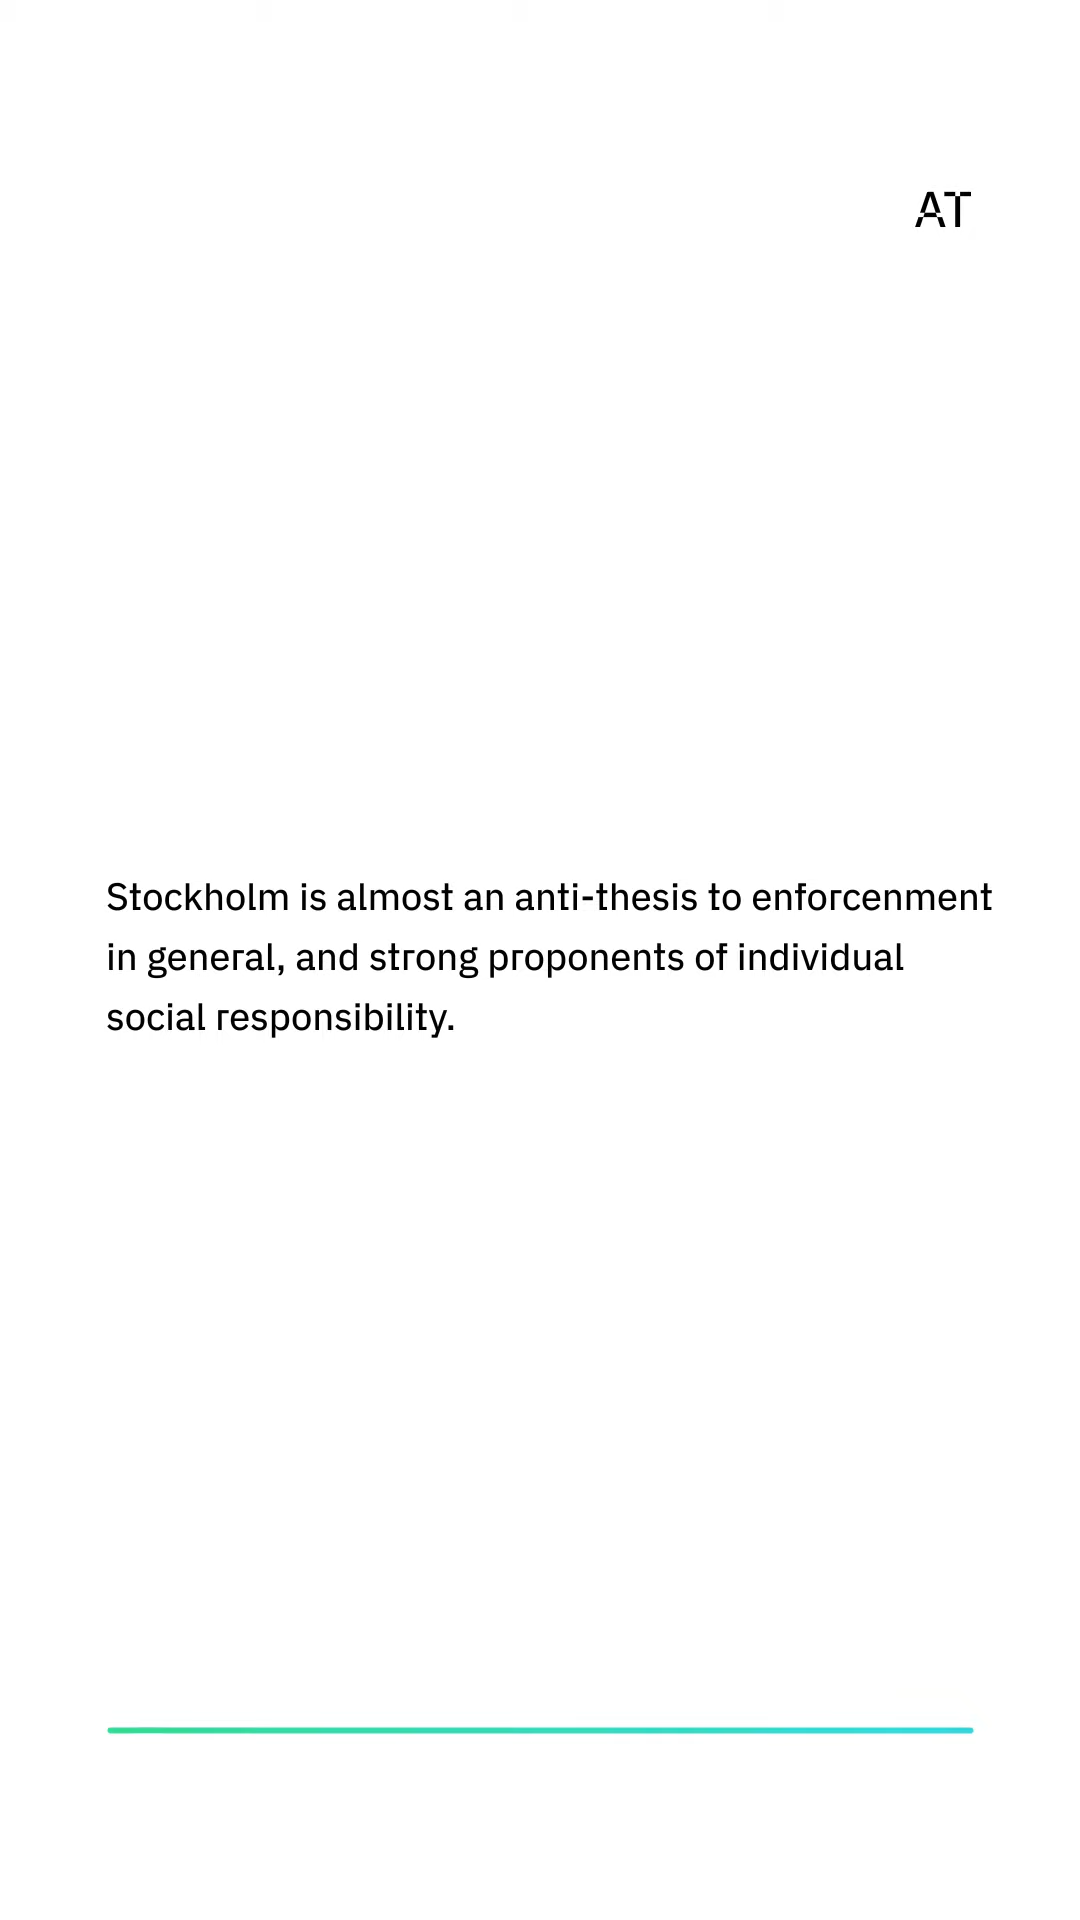 AT
Stockholm is almost an anti-thesis to enforcenment
in general, and strong proponents of individual
social responsibility.